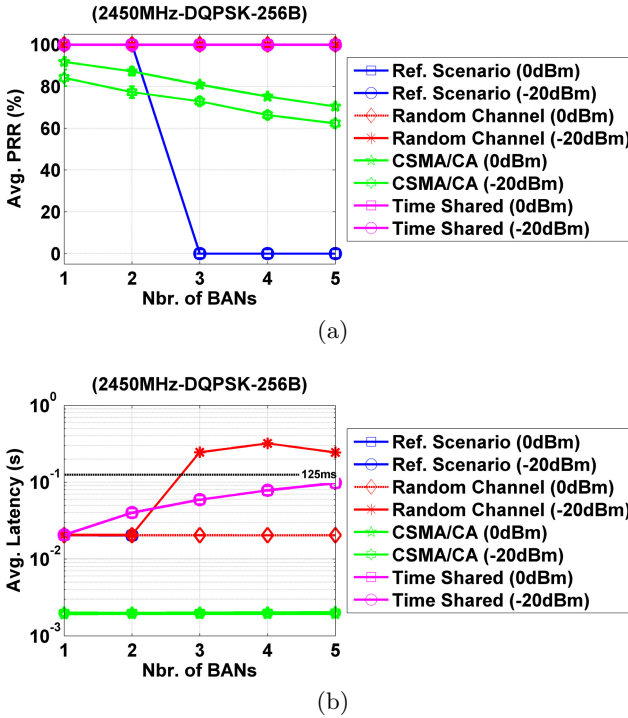 (2450MHz-DQPSK-256B)
Avg. PRR (%)
100
80
60
40
20
0
1 2 3 4 5
Nbr. of BANs
Ref. Scenario (0dBm)
Ref. Scenario (-20dBm)
Random Channel (0dBm)
Random Channel (-20dBm)
CSMA/CA (0dBm)
CSMA/CA (-20dBm)
Time Shared (0dBm)
Time Shared (-20dBm)
(a)
(2450MHz-DQPSK-256B)
Avg. Latency (s)
10^0
10^-1
10^-2
10^-3
125ms
1 2 3 4 5
Nbr. of BANs
Ref. Scenario (0dBm)
Ref. Scenario (-20dBm)
Random Channel (0dBm)
Random Channel (-20dBm)
CSMA/CA (0dBm)
CSMA/CA (-20dBm)
Time Shared (0dBm)
Time Shared (-20dBm)
(b)